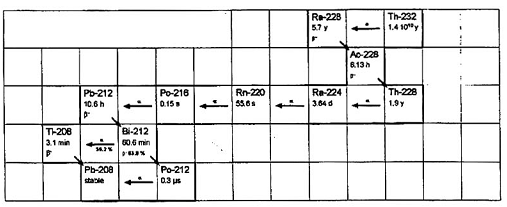 Ra-228
5.7 y
β-
α
Th-232
1.4 10¹⁰ y
Ac-228
6.13 h
β-
Pb-212
10.6 h
β-
α
Po-216
0.15 s
α
Rn-220
55.6 s
α
Ra-224
3.64 d
α
Th-228
1.9 y
Tl-208
3.1 min
β-
α
Bi-212
60.6 min
Pb-208
stable
α
Po-212
0.3 µs